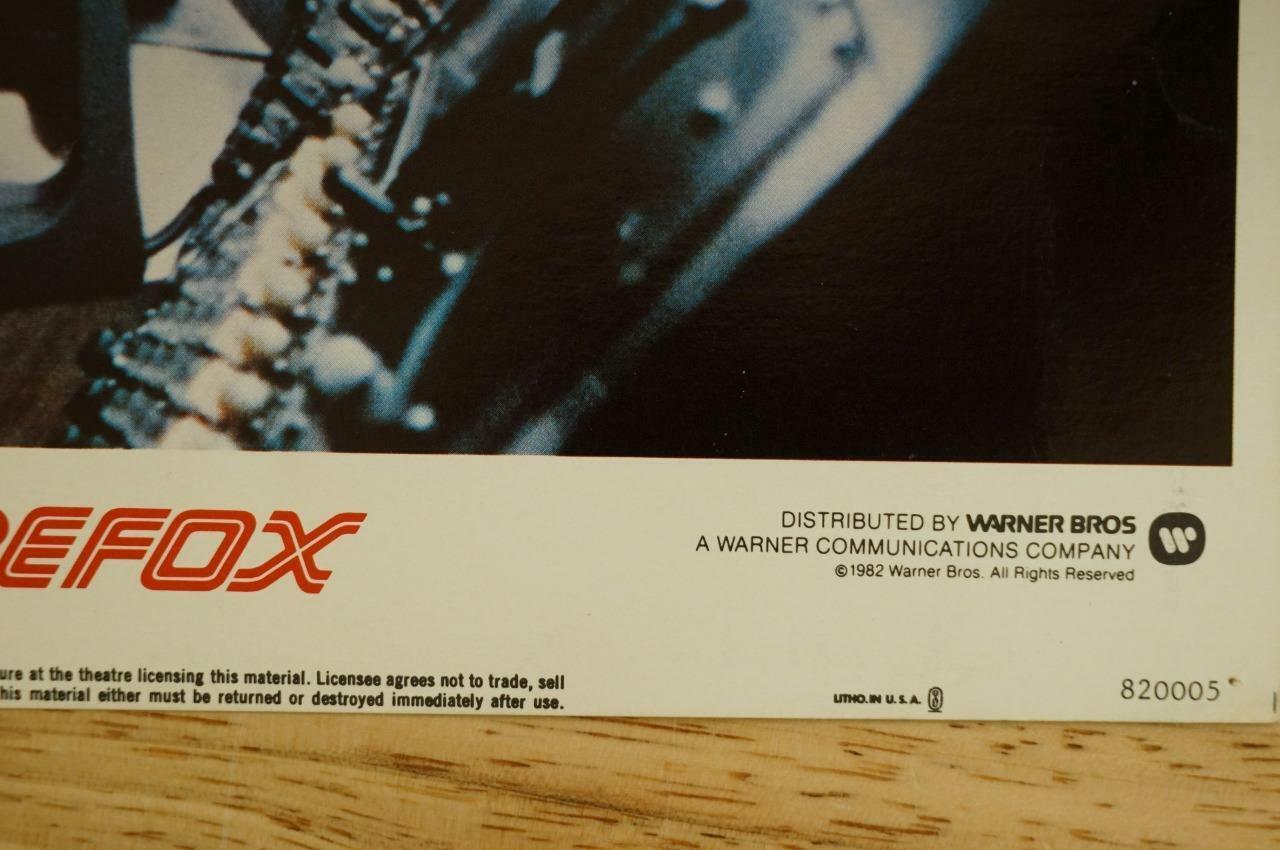 EFOX
DISTRIBUTED BY WARNER BROS
A WARNER COMMUNICATIONS COMPANY
©1982 Warner Bros. All Rights Reserved
ure at the theatre licensing this material. Licensee agrees not to trade, sell
his material either must be returned or destroyed immediately after use.
LITHO. IN U.S.A.
820005